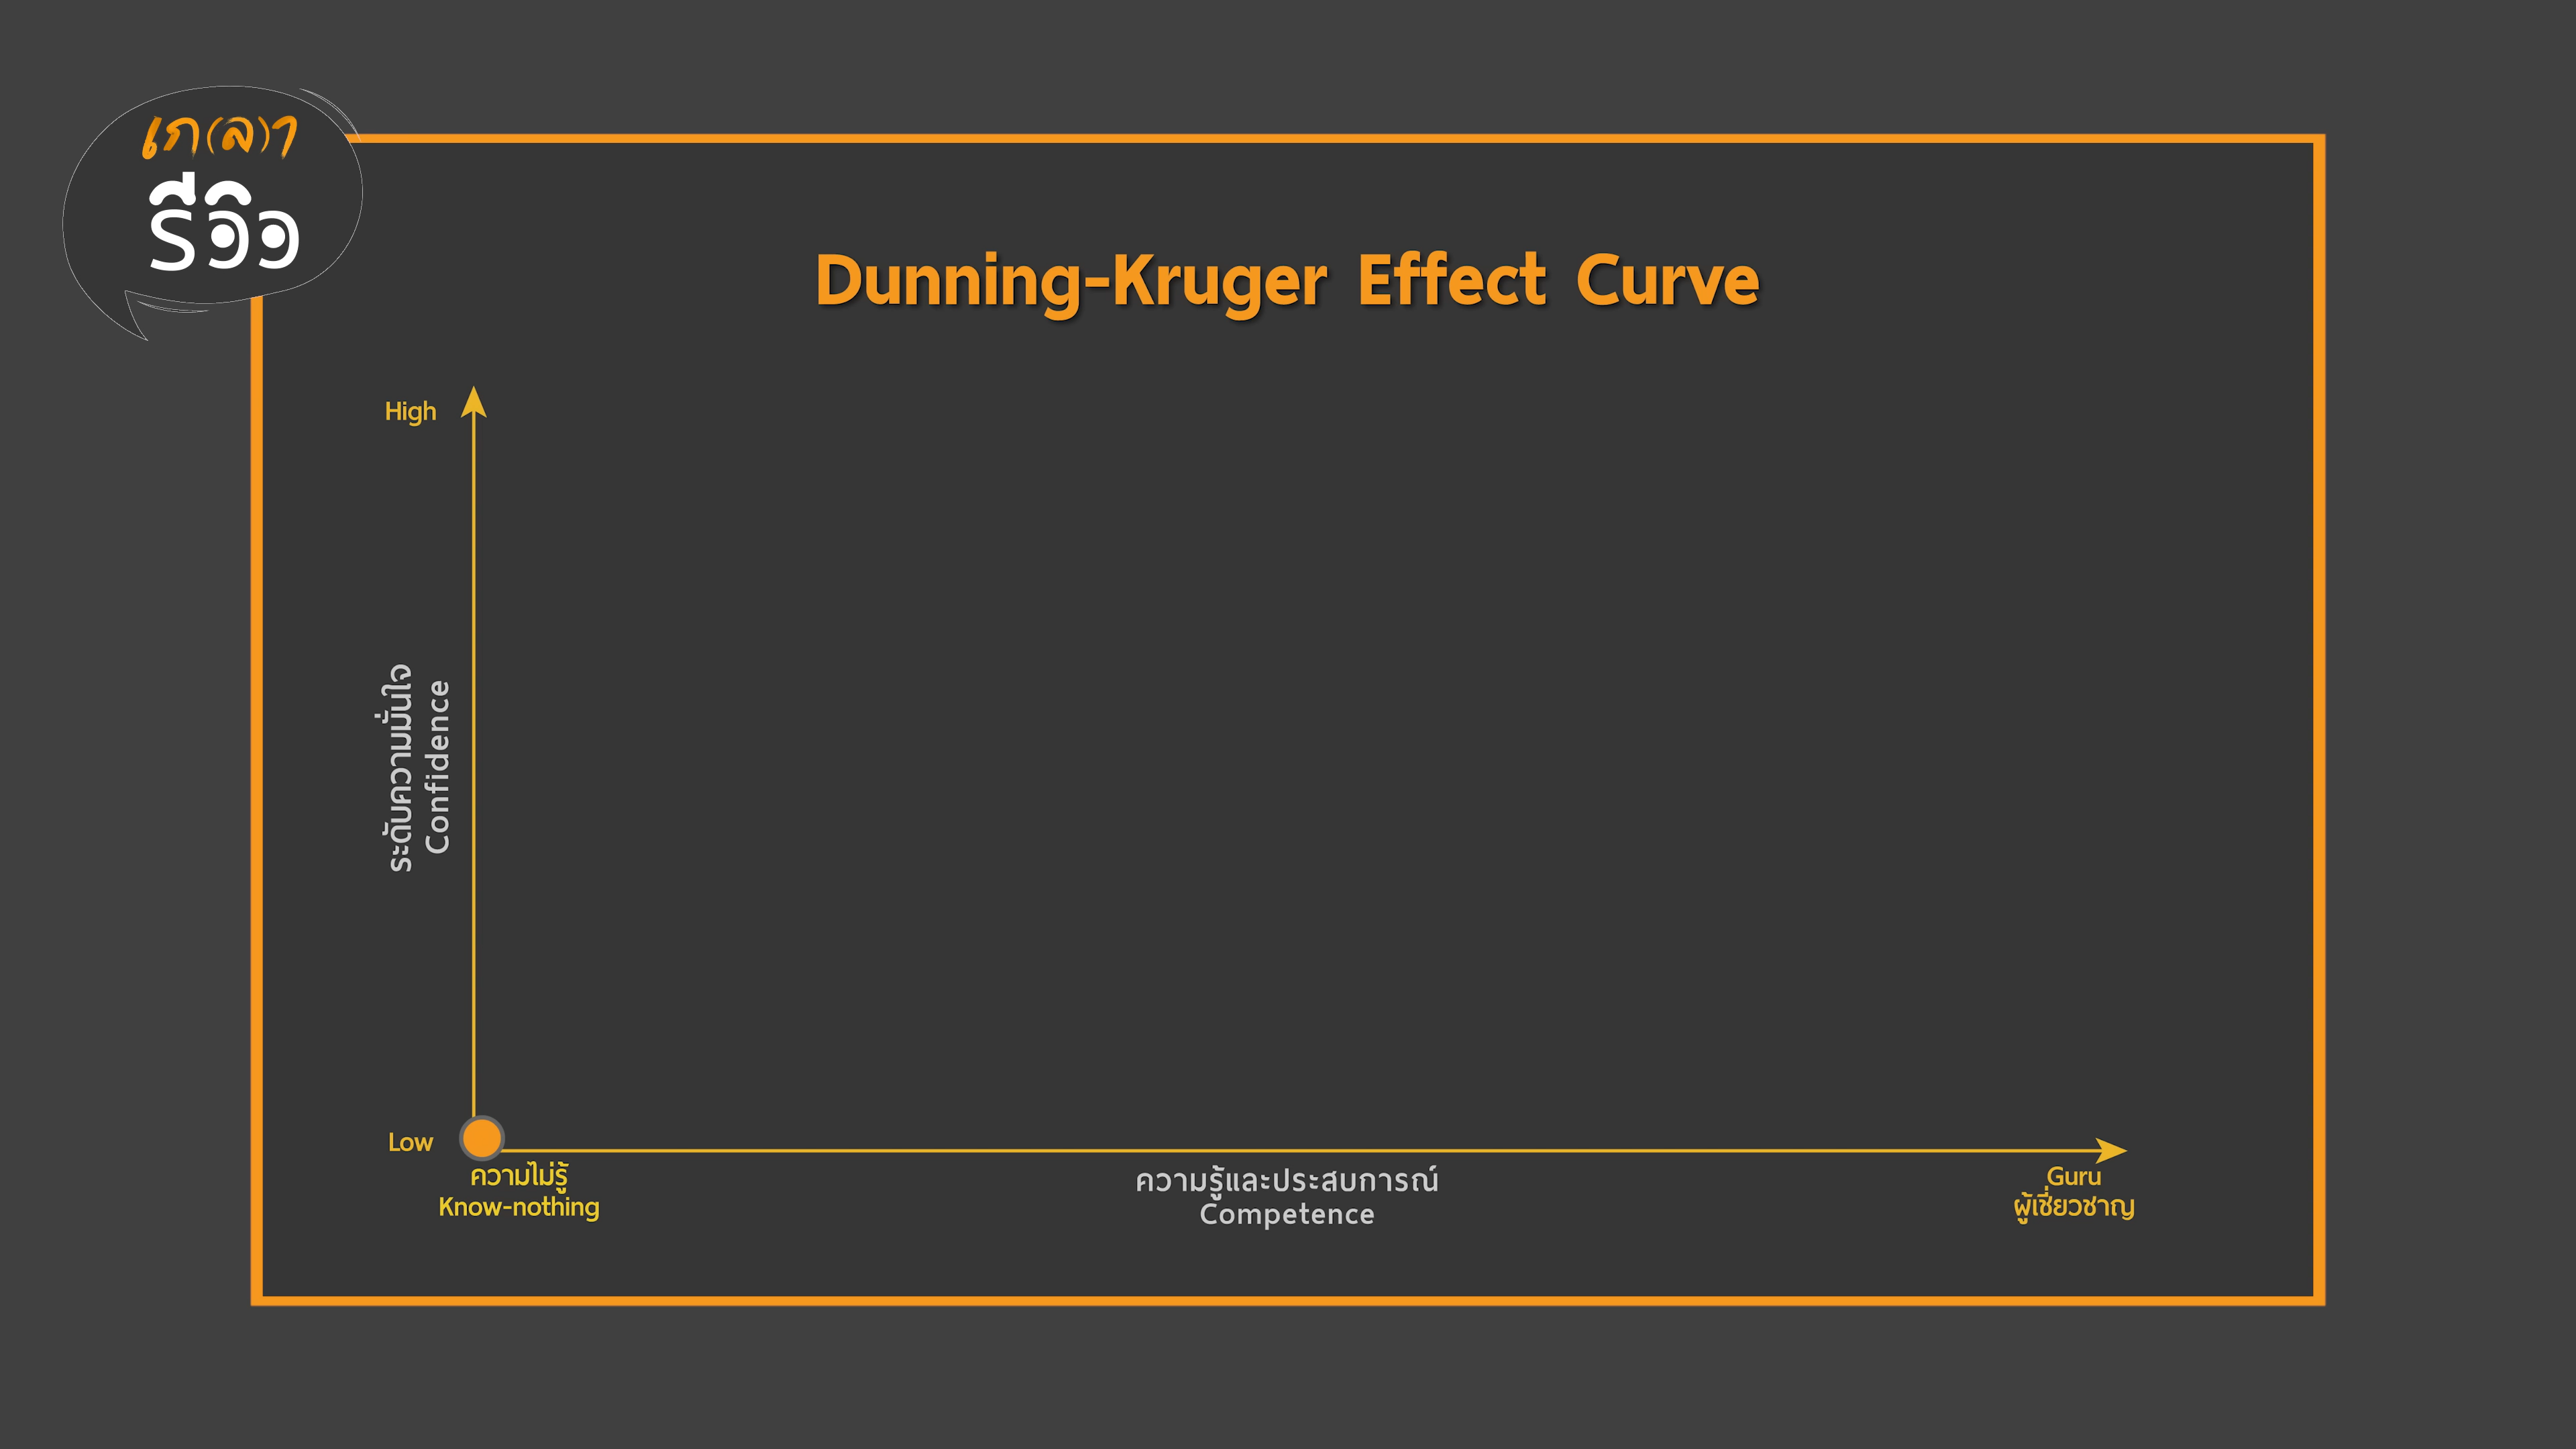 เก(ล)า
รีวิว
Dunning-Kruger Effect Curve
High
ระดับความมั่นใจ
Confidence
Low
ความไม่รู้
Know-nothing
ความรู้และประสบการณ์
Competence
Guru
ผู้เชี่ยวชาญ